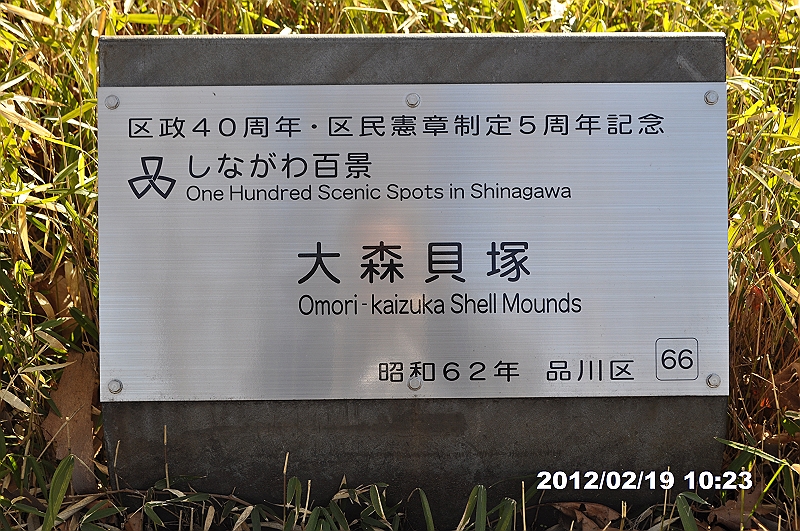 区政40周年・区民憲章制定5周年記念
しながわ百景
One Hundred Scenic Spots in Shinagawa
大森貝塚
Omori-kaizuka Shell Mounds
昭和62年 品川区 66
2012/02/19 10:23